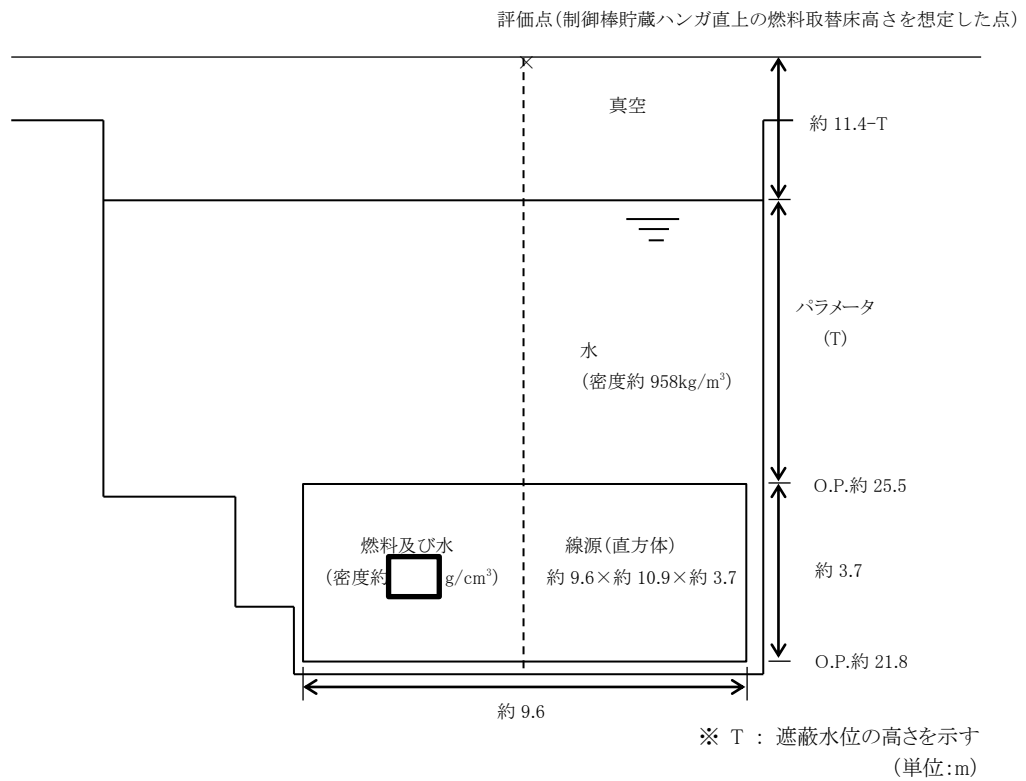 評価点(制御棒貯蔵ハンガ直上の燃料取替床高さを想定した点)
真空
約 11.4-T
パラメータ
(T)
水
(密度約 958kg/m³)
O.P.約 25.5
燃料及び水
(密度約 g/cm³)
線源(直方体)
約 9.6×約 10.9×約 3.7
約 3.7
O.P.約 21.8
約 9.6
※ T : 遮蔽水位の高さを示す
(単位:m)